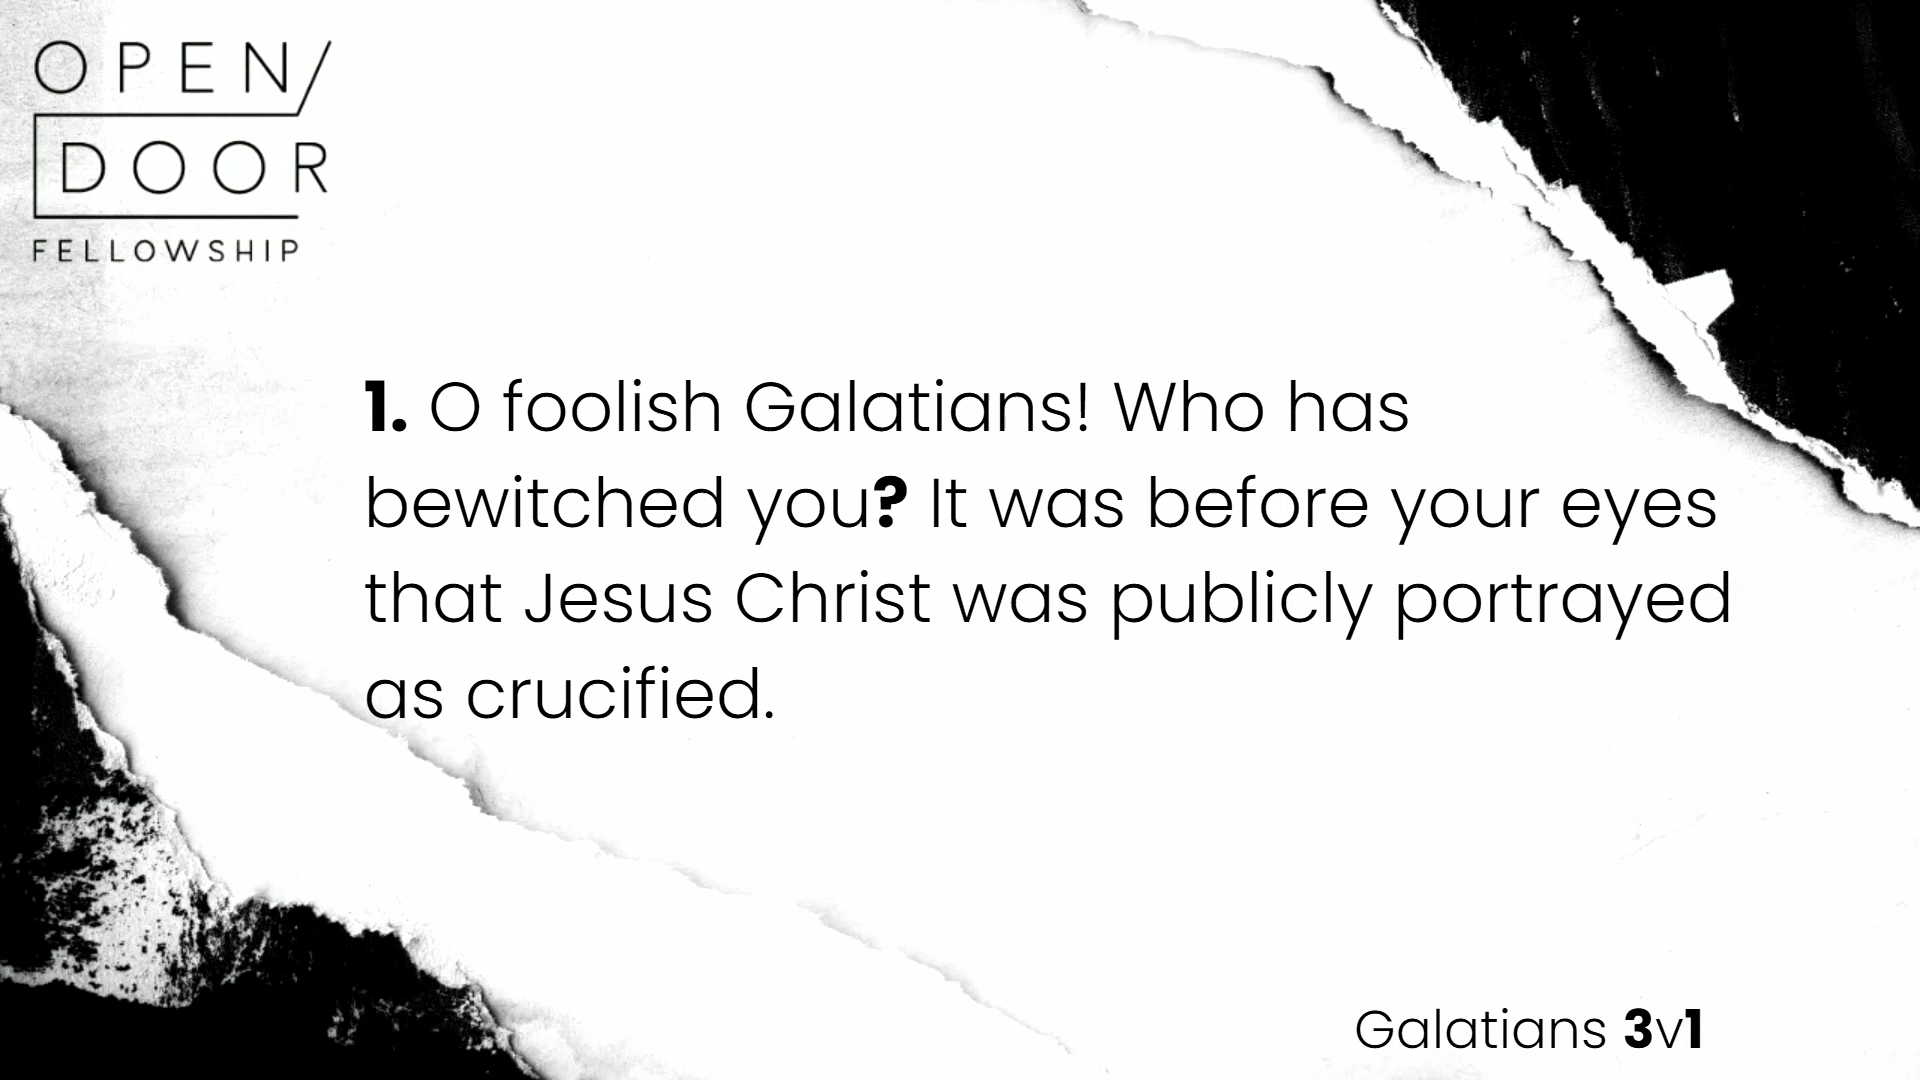 OPEN/
DOOR
FELLOWSHIP
1. O foolish Galatians! Who has
bewitched you? It was before your eyes
that Jesus Christ was publicly portrayed
as crucified.
Galatians 3v1